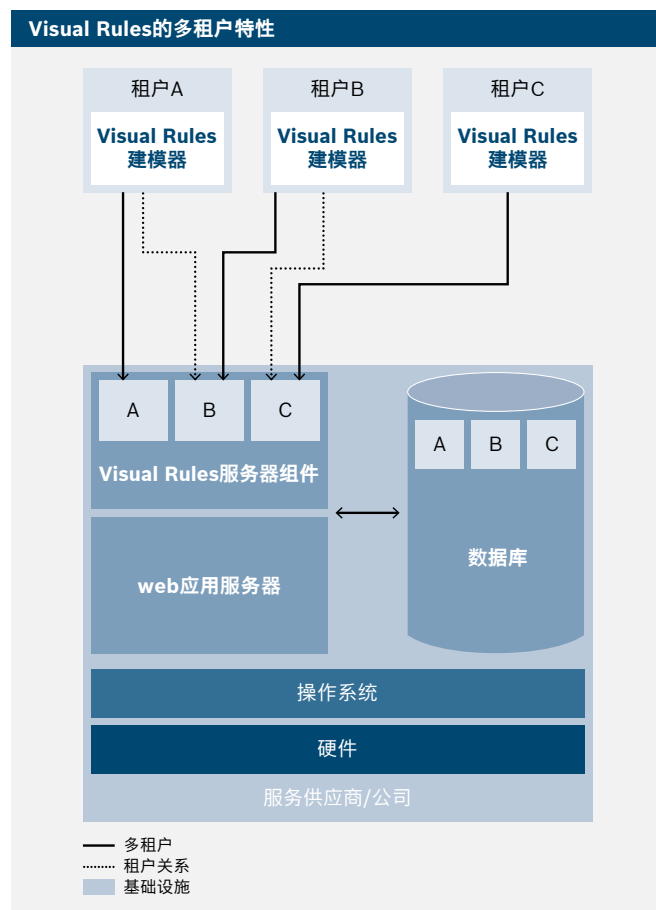 Visual Rules的多租户特性
租户A
租户B
租户C
Visual Rules
建模器
Visual Rules
建模器
Visual Rules
建模器
A
B
C
Visual Rules服务器组件
A
B
C
数据库
web应用服务器
操作系统
硬件
服务供应商/公司
多租户
租户关系
基础设施